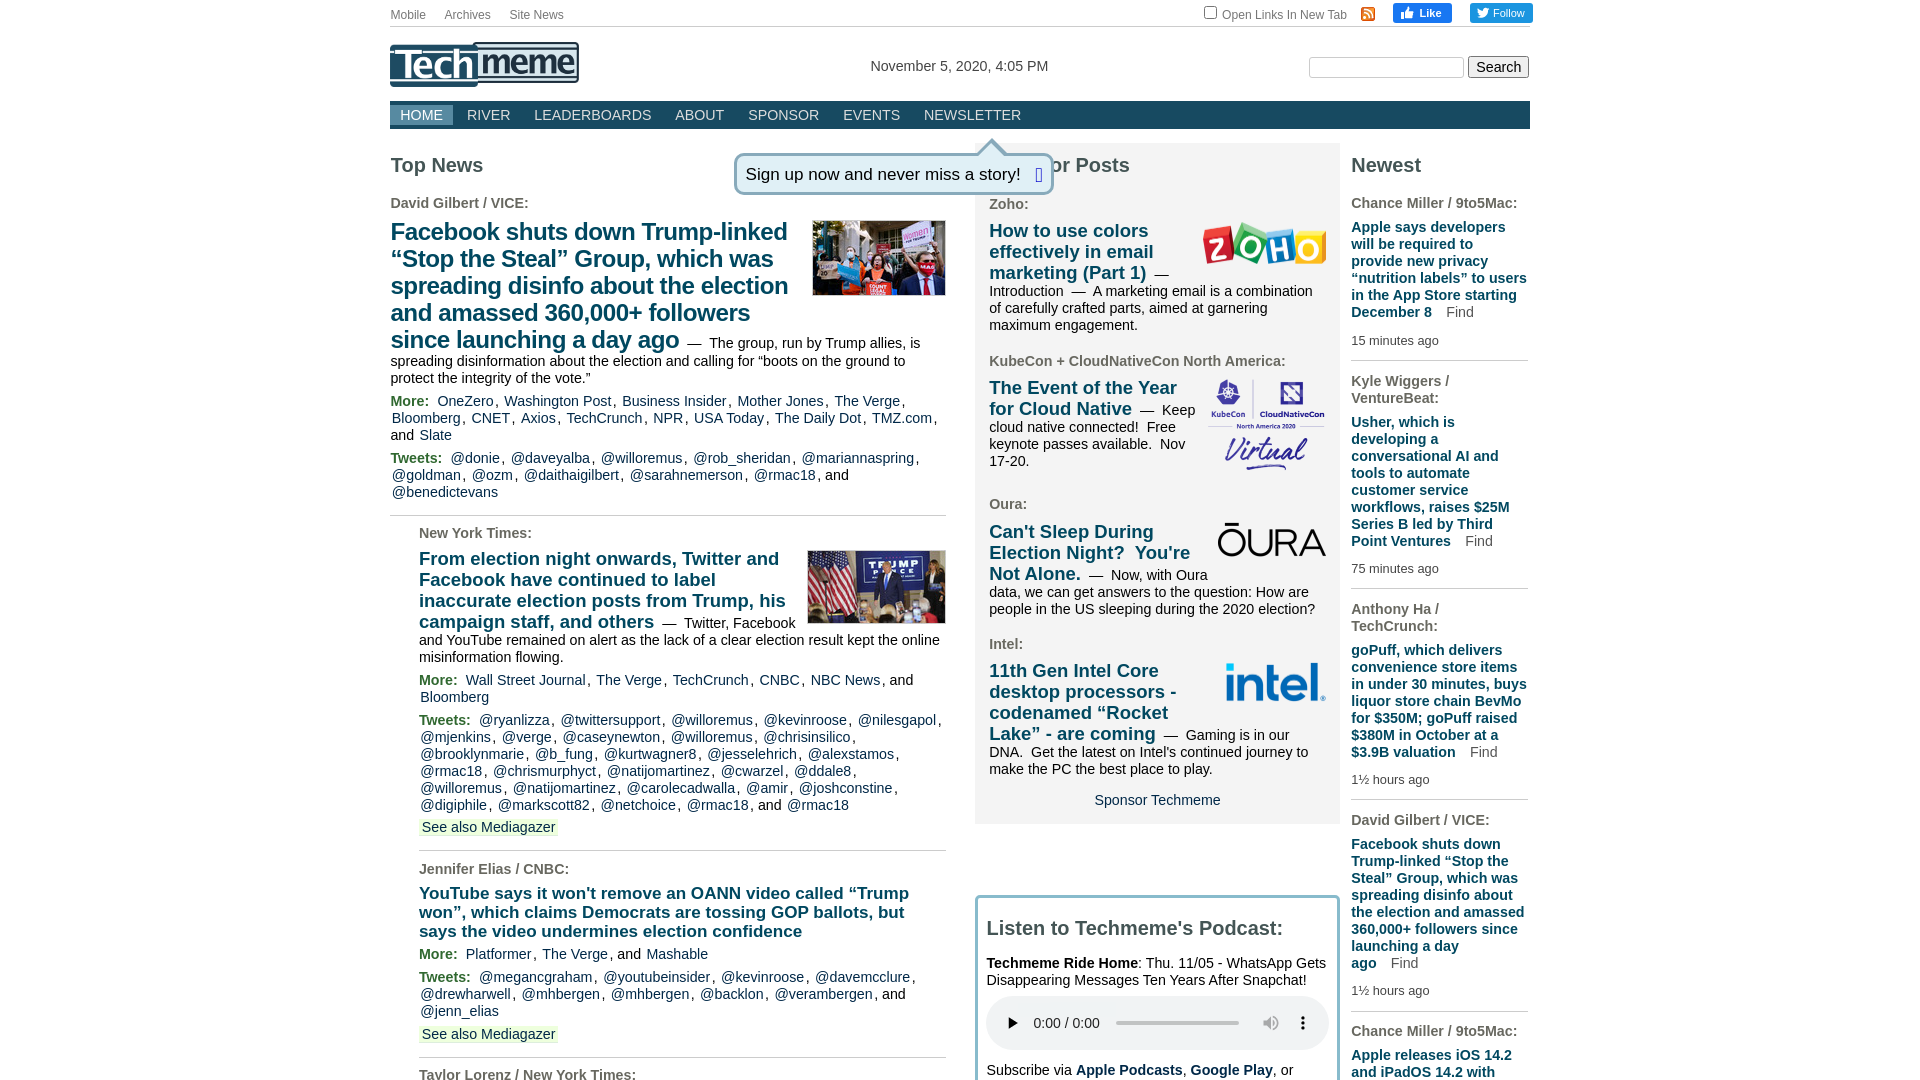 Mobile Archives Site News
Open Links In New Tab
Like
Follow
Techmeme
November 5, 2020, 4:05 PM
Search
HOME RIVER LEADERBOARDS ABOUT SPONSOR EVENTS NEWSLETTER
Sign up now and never miss a story!
Top News
David Gilbert / VICE:
Facebook shuts down Trump-linked
“Stop the Steal” Group, which was
spreading disinfo about the election
and amassed 360,000+ followers
since launching a day ago — The group, run by Trump allies, is
spreading disinformation about the election and calling for “boots on the ground to
protect the integrity of the vote.”
More: OneZero, Washington Post, Business Insider, Mother Jones, The Verge,
Bloomberg, CNET, Axios, TechCrunch, NPR, USA Today, The Daily Dot, TMZ.com,
and Slate
Tweets: @donie, @daveyalba, @willoremus, @rob_sheridan, @mariannaspring,
@goldman, @ozm, @daithaigilbert, @sarahnemerson, @rmac18, and
@benedictevans
New York Times:
From election night onwards, Twitter and
Facebook have continued to label
inaccurate election posts from Trump, his
campaign staff, and others — Twitter, Facebook
and YouTube remained on alert as the lack of a clear election result kept the online
misinformation flowing.
TRUMP
More: Wall Street Journal, The Verge, TechCrunch, CNBC, NBC News, and
Bloomberg
Tweets: @ryanlizza, @twittersupport, @willoremus, @kevinroose, @nilesgapol,
@mjenkins, @verge, @caseynewton, @willoremus, @chrisinsilico,
@brooklynmarie, @b_fung, @kurtwagner8, @jesselehrich, @alexstamos,
@rmac18, @chrismurphyct, @natijomartinez, @cwarzel, @ddale8,
@willoremus, @natijomartinez, @carolecadwalla, @amir, @joshconstine,
@digiphile, @markscott82, @netchoice, @rmac18, and @rmac18
See also Mediagazer
Jennifer Elias / CNBC:
YouTube says it won't remove an OANN video called “Trump
won”, which claims Democrats are tossing GOP ballots, but
says the video undermines election confidence
More: Platformer, The Verge, and Mashable
Tweets: @megancgraham, @youtubeinsider, @kevinroose, @davemcclure,
@drewharwell, @mhbergen, @mhbergen, @backlon, @verambergen, and
@jenn_elias
See also Mediagazer
Taylor Lorenz / New York Times:
or Posts
Zoho:
How to use colors
effectively in email
marketing (Part 1) —
Introduction — A marketing email is a combination
of carefully crafted parts, aimed at garnering
maximum engagement.
ZOHO
KubeCon + CloudNativeCon North America:
The Event of the Year
for Cloud Native — Keep
cloud native connected! Free
keynote passes available. Nov
17-20.
KubeCon CloudNativeCon
North America 2020
Virtual
Oura:
Can't Sleep During
Election Night? You're
Not Alone. — Now, with Oura
data, we can get answers to the question: How are
people in the US sleeping during the 2020 election?
ŌURA
Intel:
11th Gen Intel Core
desktop processors -
codenamed “Rocket
Lake” - are coming — Gaming is in our
DNA. Get the latest on Intel's continued journey to
make the PC the best place to play.
intel
Sponsor Techmeme
Listen to Techmeme's Podcast:
Techmeme Ride Home: Thu. 11/05 - WhatsApp Gets
Disappearing Messages Ten Years After Snapchat!
0:00 / 0:00
Subscribe via Apple Podcasts, Google Play, or
Newest
Chance Miller / 9to5Mac:
Apple says developers
will be required to
provide new privacy
“nutrition labels” to users
in the App Store starting
December 8 Find
15 minutes ago
Kyle Wiggers /
VentureBeat:
Usher, which is
developing a
conversational AI and
tools to automate
customer service
workflows, raises $25M
Series B led by Third
Point Ventures Find
75 minutes ago
Anthony Ha /
TechCrunch:
goPuff, which delivers
convenience store items
in under 30 minutes, buys
liquor store chain BevMo
for $350M; goPuff raised
$380M in October at a
$3.9B valuation Find
1½ hours ago
David Gilbert / VICE:
Facebook shuts down
Trump-linked “Stop the
Steal” Group, which was
spreading disinfo about
the election and amassed
360,000+ followers since
launching a day
ago Find
1½ hours ago
Chance Miller / 9to5Mac:
Apple releases iOS 14.2
and iPadOS 14.2 with